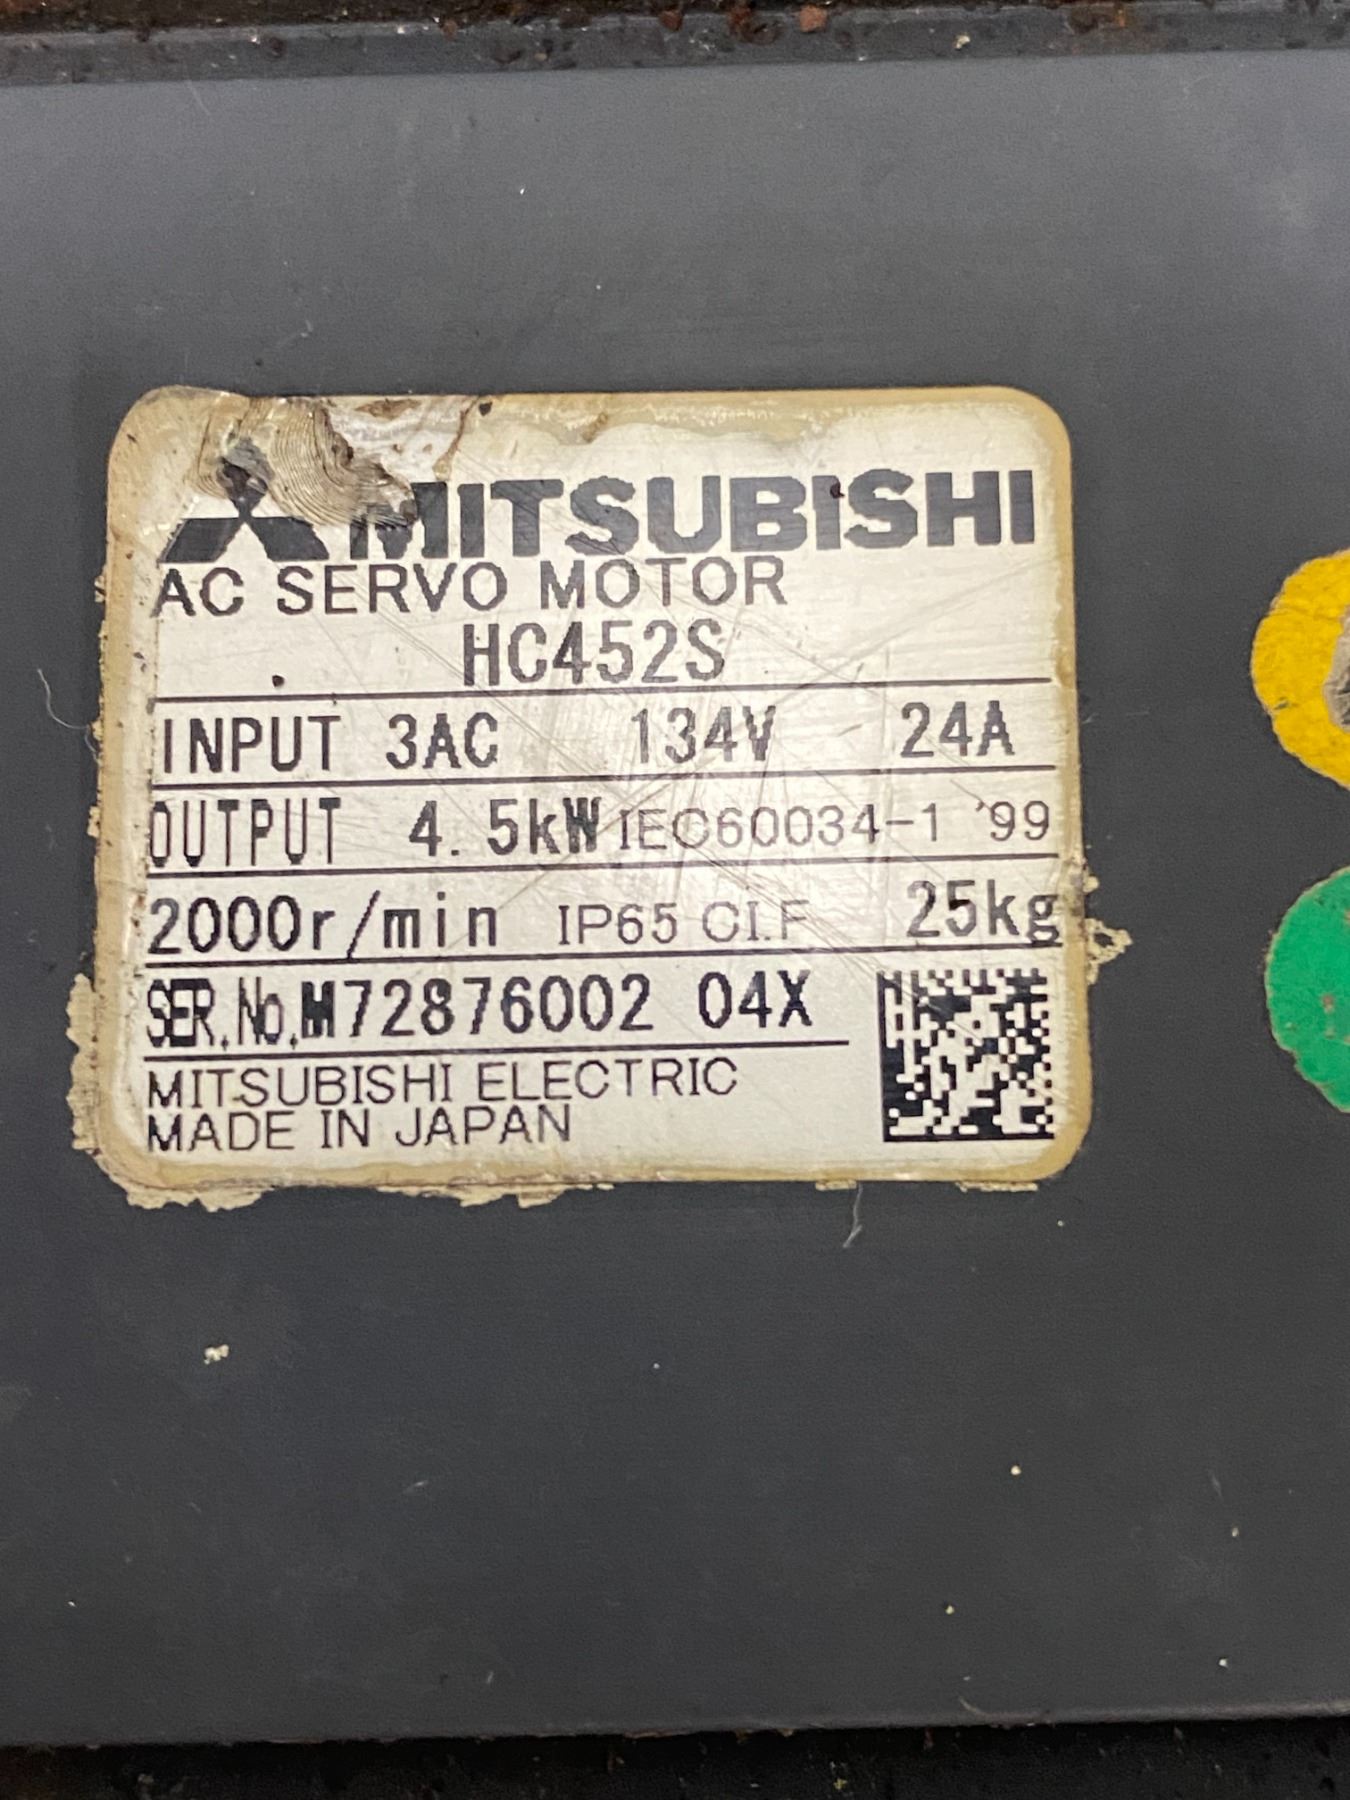 MITSUBISHI
AC SERVO MOTOR
HC452S
INPUT 3AC 134V 24A
OUTPUT 4.5kW IEC60034-1 '99
2000r/min IP65 CI.F 25kg
SER.No.M72876002 04X
MITSUBISHI ELECTRIC
MADE IN JAPAN